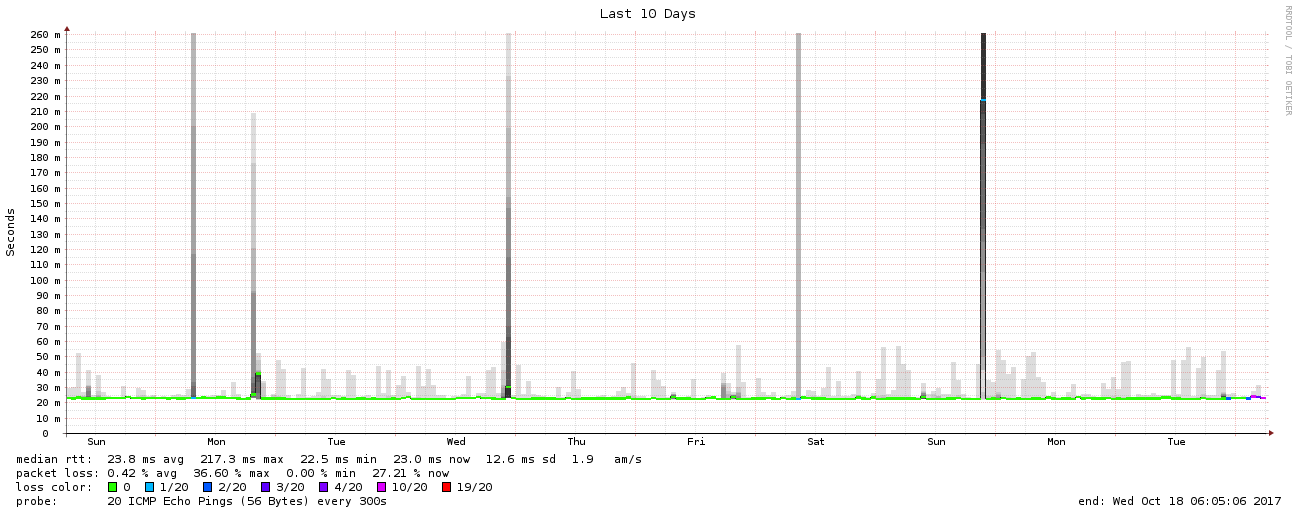 Last 10 Days
RRDTOOL / TOBI OETIKER
Seconds
260 m
250 m
240 m
230 m
220 m
210 m
200 m
190 m
180 m
170 m
160 m
150 m
140 m
130 m
120 m
110 m
100 m
90 m
80 m
70 m
60 m
50 m
40 m
30 m
20 m
10 m
0
Sun Mon Tue Wed Thu Fri Sat Sun Mon Tue
median rtt: 23.8 ms avg 217.3 ms max 22.5 ms min 23.0 ms now 12.6 ms sd 1.9 am/s
packet loss: 0.42 % avg 36.60 % max 0.00 % min 27.21 % now
loss color: 0 1/20 2/20 3/20 4/20 10/20 19/20
probe: 20 ICMP Echo Pings (56 Bytes) every 300s end: Wed Oct 18 06:05:06 2017